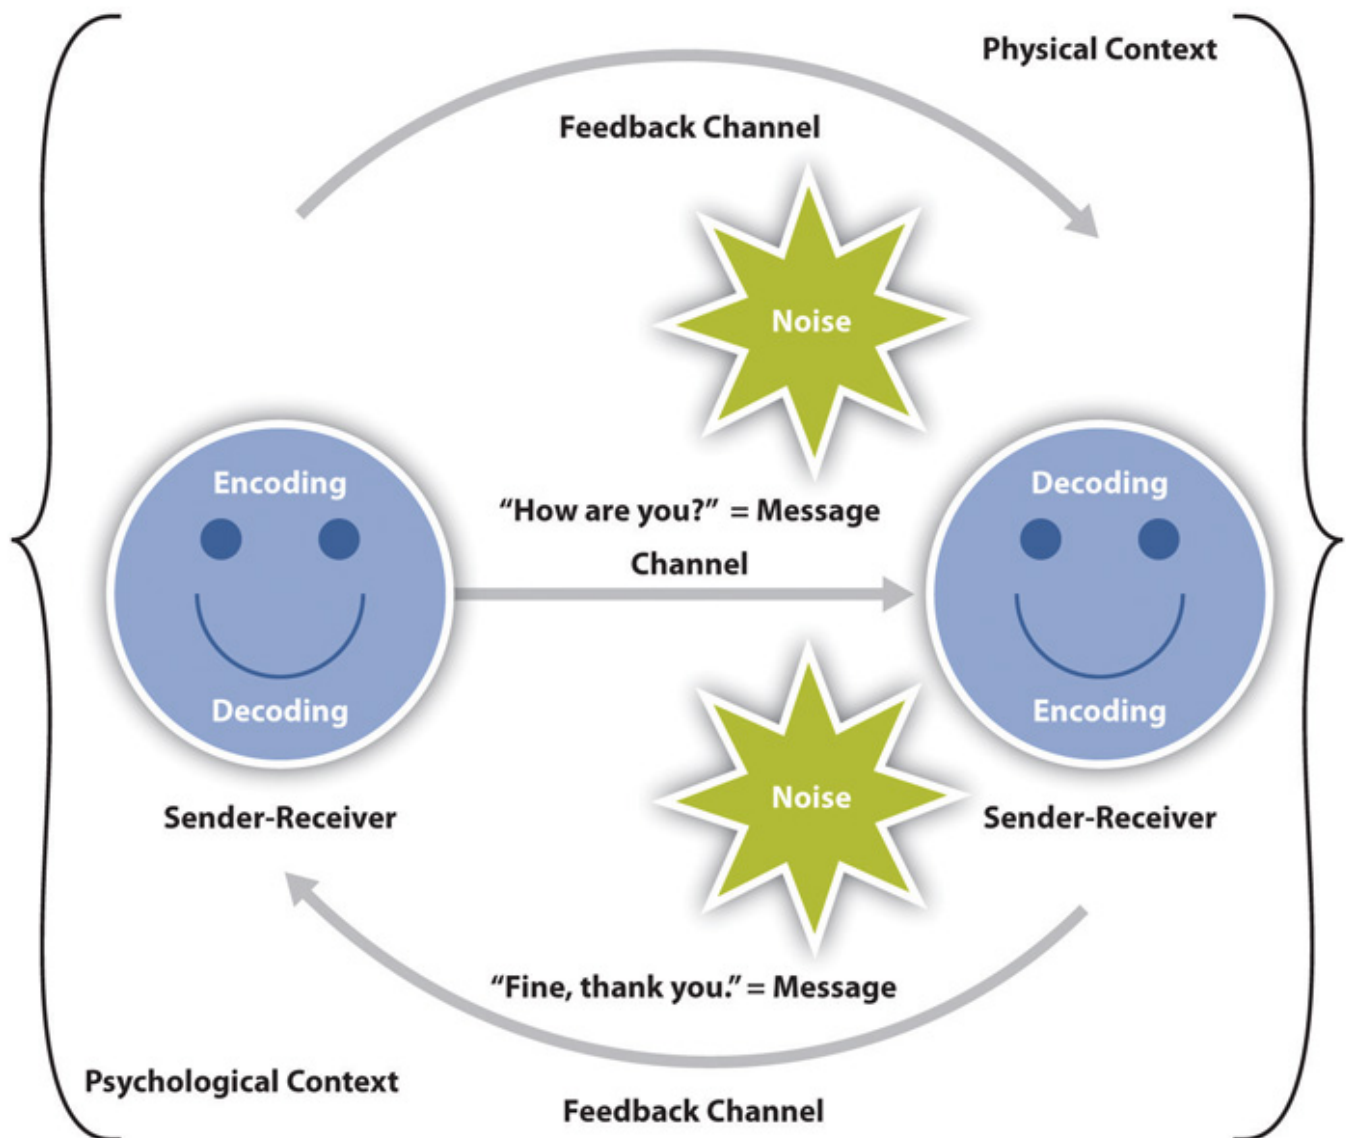 Physical Context
Feedback Channel
Noise
Encoding
Decoding
“How are you?” = Message
Channel
Decoding
Encoding
Noise
Sender-Receiver
Sender-Receiver
“Fine, thank you.” = Message
Psychological Context
Feedback Channel